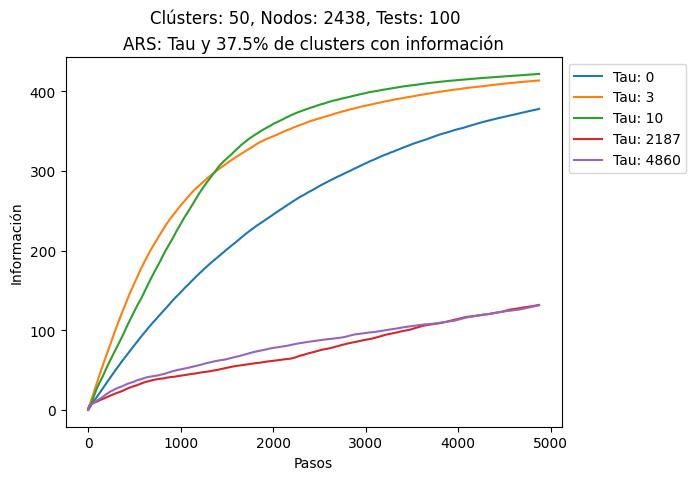 Clústers: 50, Nodos: 2438, Tests: 100
ARS: Tau y 37.5% de clusters con información
Información
400
300
200
100
0
0 1000 2000 3000 4000 5000
Pasos
Tau: 0
Tau: 3
Tau: 10
Tau: 2187
Tau: 4860